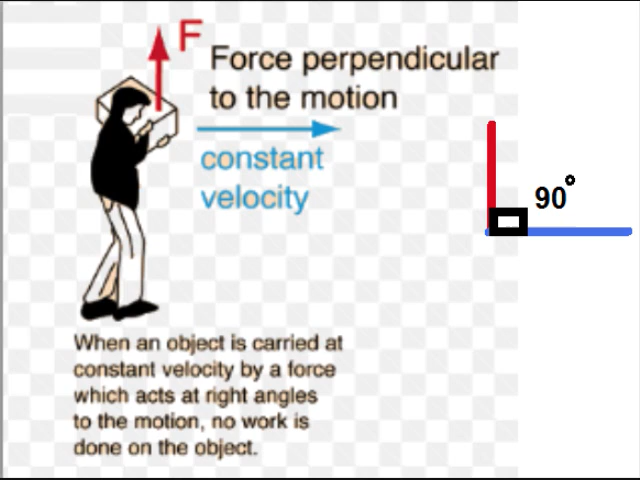 F
Force perpendicular
to the motion
constant
velocity
90°
When an object is carried at
constant velocity by a force
which acts at right angles
to the motion, no work is
done on the object.